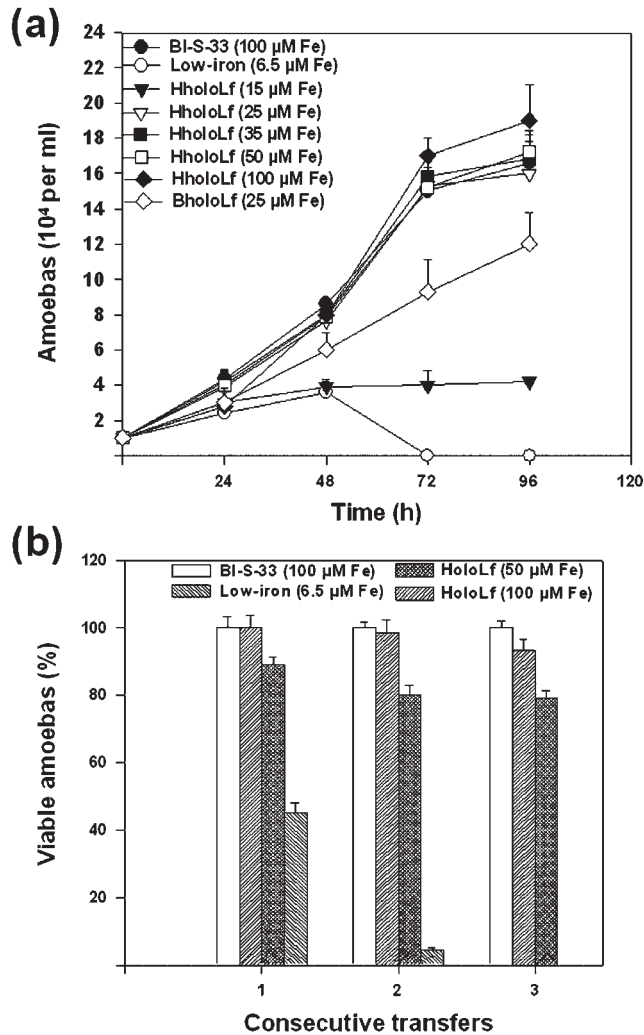 (a)
Amoebas (10⁴ per ml)
24
22
20
18
16
14
12
10
8
6
4
2
BI-S-33 (100 µM Fe)
Low-iron (6.5 µM Fe)
HholoLf (15 µM Fe)
HholoLf (25 µM Fe)
HholoLf (35 µM Fe)
HholoLf (50 µM Fe)
HholoLf (100 µM Fe)
BholoLf (25 µM Fe)
24 48 72 96 120
Time (h)
(b)
Viable amoebas (%)
120
100
80
60
40
20
BI-S-33 (100 µM Fe) HoloLf (50 µM Fe)
Low-iron (6.5 µM Fe) HoloLf (100 µM Fe)
1 2 3
Consecutive transfers